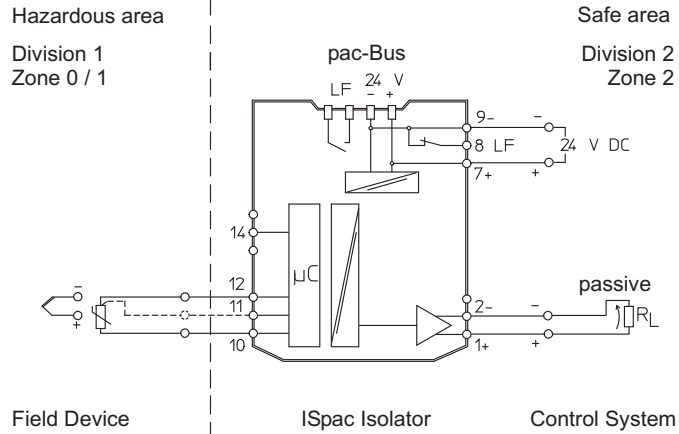 Hazardous area
Safe area
Division 1
Zone 0 / 1
pac-Bus
Division 2
Zone 2
LF
24 V
- +
9-
-
8 LF
24 V DC
7+
+
14
µC
12
11
10
-
+
passive
2-
-
RL
1+
+
Field Device
ISpac Isolator
Control System